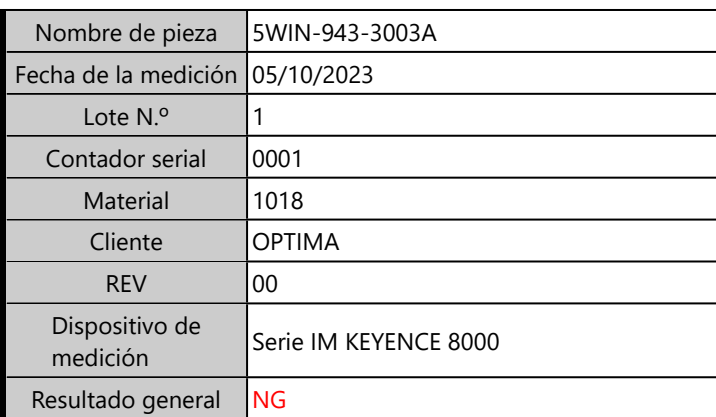 Nombre de pieza 5WIN-943-3003A
Fecha de la medición 05/10/2023
Lote N.º 1
Contador serial 0001
Material 1018
Cliente OPTIMA
REV 00
Dispositivo de
medición
Serie IM KEYENCE 8000
Resultado general NG